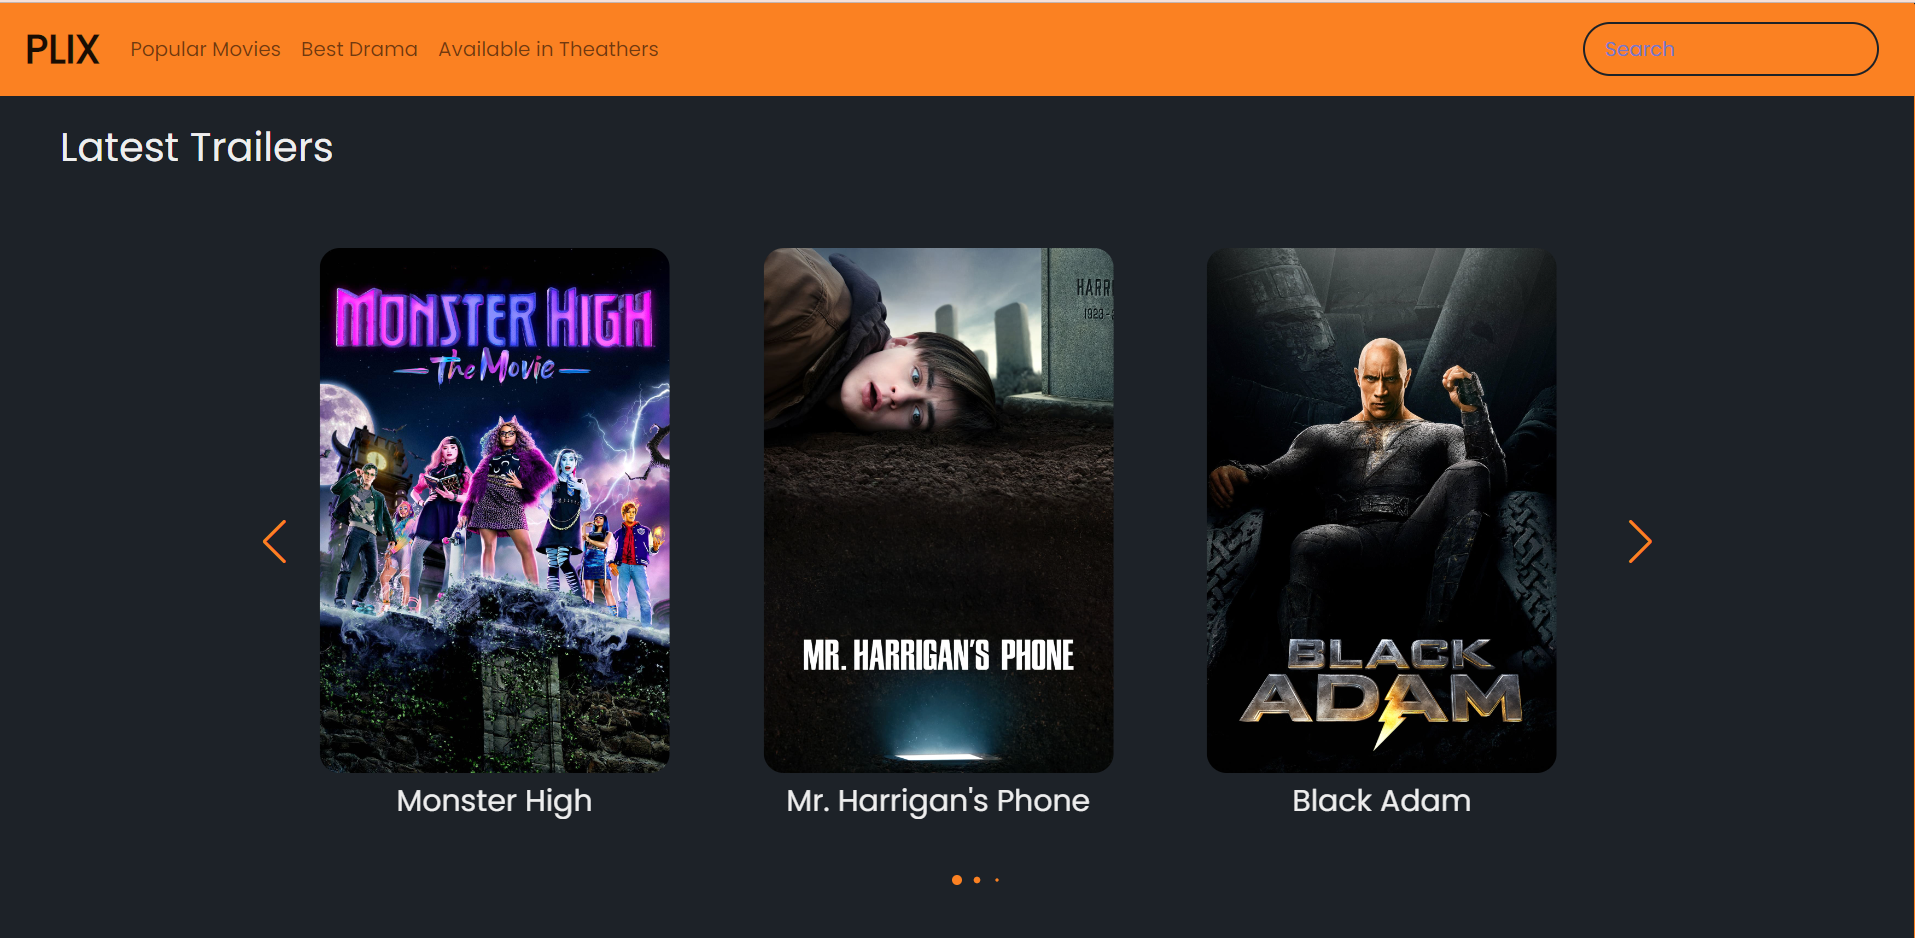 PLIX Popular Movies Best Drama Available in Theathers Search
Latest Trailers
MONSTER HIGH
The Movie
HARR
1923 -
MR. HARRIGAN'S PHONE
BLACK
ADAM
Monster High Mr. Harrigan's Phone Black Adam